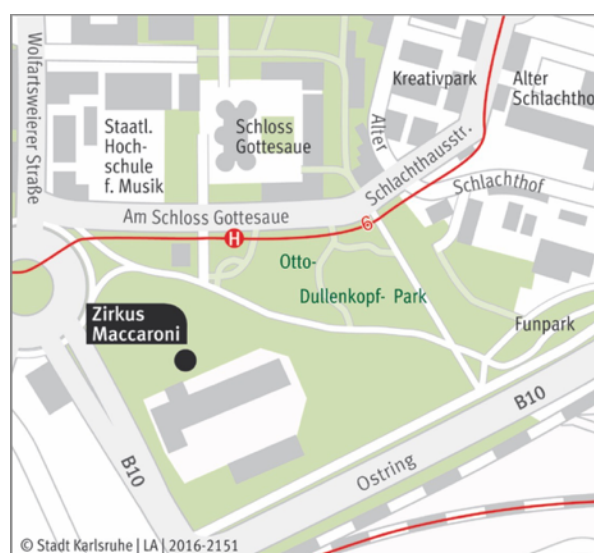 Wolfartsweierer Straße
Staatl.
Hoch-
schule
f. Musik
Schloss
Gottesaue
Kreativpark
Alter
Schlachthof
Alter
Schlachthof
Schlachthausstr.
Am Schloss Gottesaue
H
6
Otto-
Dullenkopf- Park
Zirkus
Maccaroni
Funpark
B10
B10
Ostring
© Stadt Karlsruhe | LA | 2016-2151